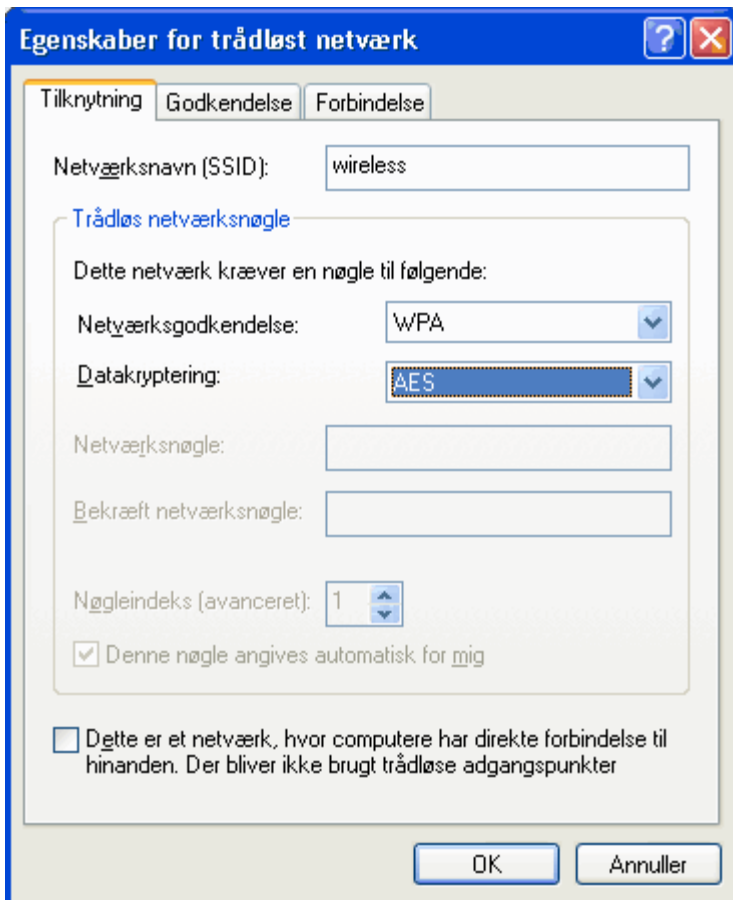 Egenskaber for trådløst netværk
Tilknytning Godkendelse Forbindelse
Netværksnavn (SSID): wireless
Trådløs netværksnøgle
Dette netværk kræver en nøgle til følgende:
Netværksgodkendelse: WPA
Datakryptering: AES
Netværksnøgle:
Bekræft netværksnøgle:
Nøgleindeks (avanceret): 1
Denne nøgle angives automatisk for mig
Dette er et netværk, hvor computere har direkte forbindelse til
hinanden. Der bliver ikke brugt trådløse adgangspunkter
OK Annuller